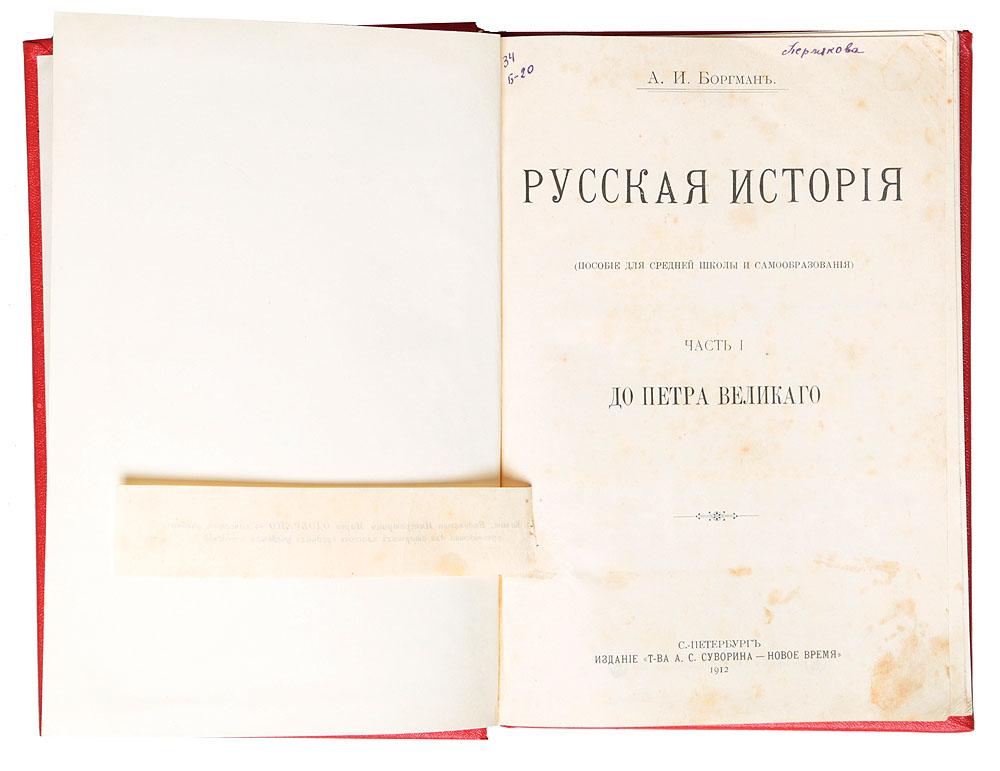 34
Б-20
А. И. Боргманъ.
РУССКАЯ ИСТОРІЯ
(ПОСОБІЕ ДЛЯ СРЕДНЕЙ ШКОЛЫ И САМООБРАЗОВАНІЯ)
ЧАСТЬ I
ДО ПЕТРА ВЕЛИКАГО
С.-ПЕТЕРБУРГЪ
ИЗДАНІЕ «Т-ВА А. С. СУВОРИНА — НОВОЕ ВРЕМЯ»
1912